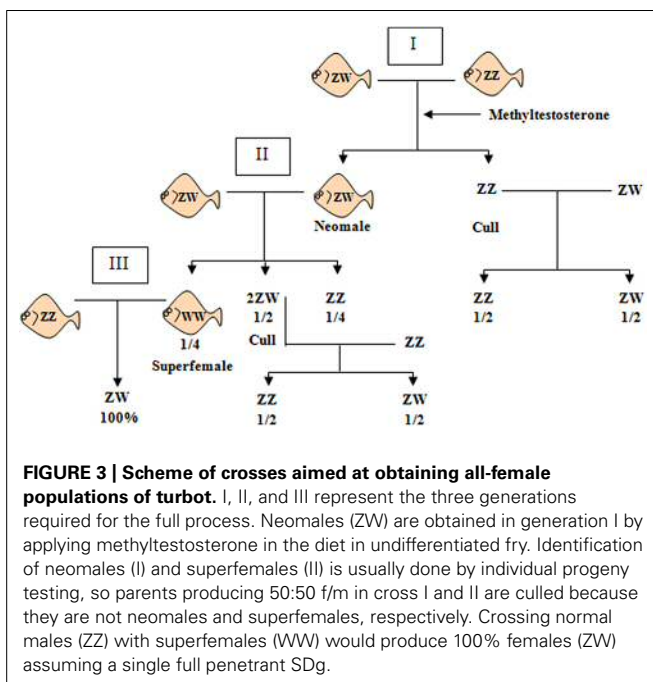 I
ZW
ZZ
Methyltestosterone
II
ZW
ZW
Neomale
ZZ
ZW
Cull
III
ZZ
WW
1/4
Superfemale
2ZW
1/2
Cull
ZZ
1/4
ZZ
ZZ
1/2
ZW
1/2
ZW
100%
ZZ
1/2
ZW
1/2
FIGURE 3 | Scheme of crosses aimed at obtaining all-female
populations of turbot. I, II, and III represent the three generations
required for the full process. Neomales (ZW) are obtained in generation I by
applying methyltestosterone in the diet in undifferentiated fry. Identification
of neomales (I) and superfemales (II) is usually done by individual progeny
testing, so parents producing 50:50 f/m in cross I and II are culled because
they are not neomales and superfemales, respectively. Crossing normal
males (ZZ) with superfemales (WW) would produce 100% females (ZW)
assuming a single full penetrant SDg.